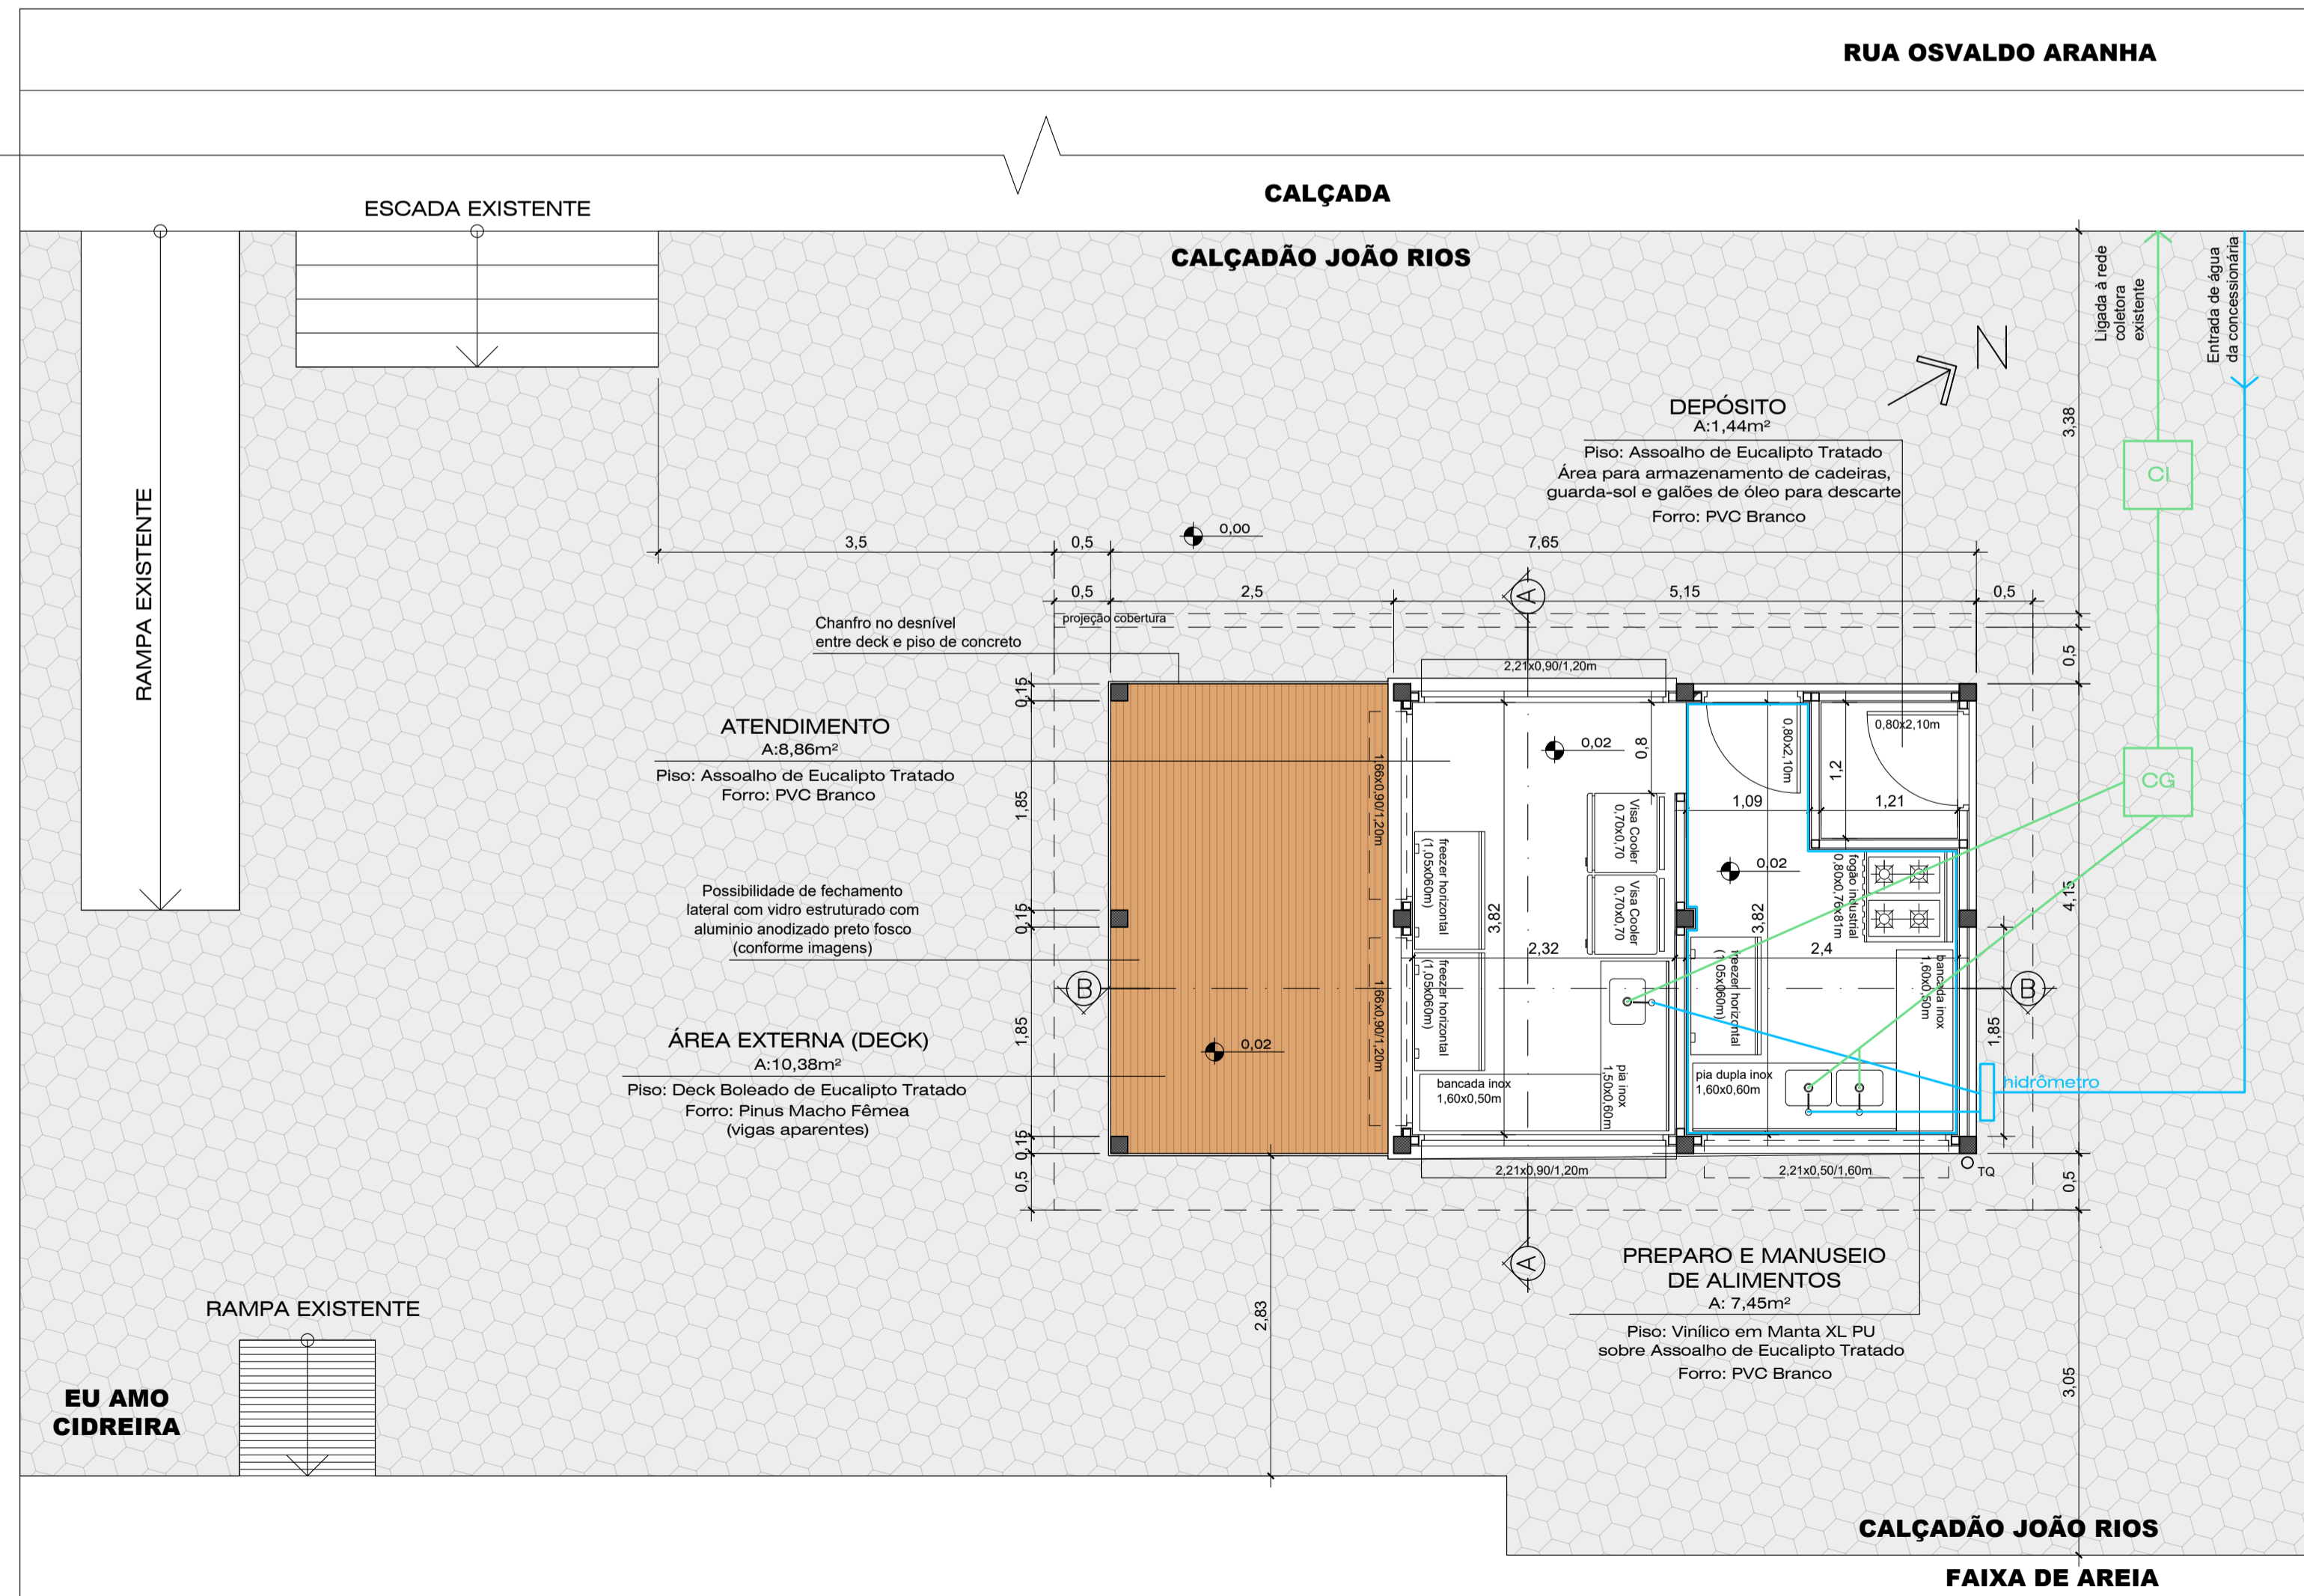 RUA OSVALDO ARANHA
CALÇADA
ESCADA EXISTENTE
CALÇADÃO JOÃO RIOS
Ligada à rede
coletora
existente
Entrada de água
da concessionária
N
RAMPA EXISTENTE
DEPÓSITO
A:1,44m²
Piso: Assoalho de Eucalipto Tratado
Área para armazenamento de cadeiras,
guarda-sol e galões de óleo para descarte
Forro: PVC Branco
3,38
CI
0,00
3,5
0,5
7,65
0,5
2,5
5,15
0,5
A
projeção cobertura
Chanfro no desnível
entre deck e piso de concreto
2,21x0,90/1,20m
0,5
0,15
ATENDIMENTO
A:8,86m²
Piso: Assoalho de Eucalipto Tratado
Forro: PVC Branco
1,85
1,66x0,90/1,20m
0,02
0,8
0,80x2,10m
0,80x2,10m
1,2
1,09
1,21
CG
Visa Cooler
0,70x0,70
Visa Cooler
0,70x0,70
freezer horizontal
(1,05x060m)
0,02
fogão industrial
0,80x0,76x81m
4,15
Possibilidade de fechamento
lateral com vidro estruturado com
aluminio anodizado preto fosco
(conforme imagens)
0,15
3,82
3,82
2,32
2,4
freezer horizontal
(1,05x060m)
freezer horizontal
(1,05x060m)
bancada inox
1,60x0,50m
B
B
1,85
1,66x0,90/1,20m
0,02
1,85
ÁREA EXTERNA (DECK)
A:10,38m²
Piso: Deck Boleado de Eucalipto Tratado
Forro: Pinus Macho Fêmea
(vigas aparentes)
bancada inox
1,60x0,50m
pia inox
1,50x0,60m
pia dupla inox
1,60x0,60m
hidrômetro
0,15
0,5
2,21x0,90/1,20m
2,21x0,50/1,60m
TQ
0,5
A
PREPARO E MANUSEIO
DE ALIMENTOS
A: 7,45m²
Piso: Vinílico em Manta XL PU
sobre Assoalho de Eucalipto Tratado
Forro: PVC Branco
2,83
3,05
RAMPA EXISTENTE
EU AMO
CIDREIRA
CALÇADÃO JOÃO RIOS
FAIXA DE AREIA